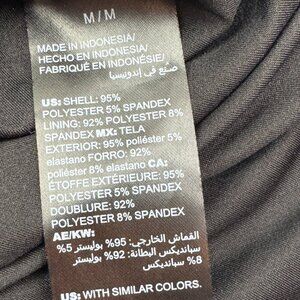 M/M
MADE IN INDONESIA/
HECHO EN INDONESIA/
FABRIQUÉ EN INDONÉSIE/
صنع في إندونيسيا
US: SHELL: 95%
POLYESTER 5% SPANDEX
LINING: 92% POLYESTER 8%
SPANDEX MX: TELA
EXTERIOR: 95% poliéster 5%
elastano FORRO: 92%
poliéster 8% elastano CA:
ÉTOFFE EXTÉRIEURE: 95%
POLYESTER 5% SPANDEX
DOUBLURE: 92%
POLYESTER 8% SPANDEX
AE/KW:
القماش الخارجي: 95% بوليستر 5%
سباندكس البطانة: 92% بوليستر
8% سباندكس
US: WITH SIMILAR COLORS.